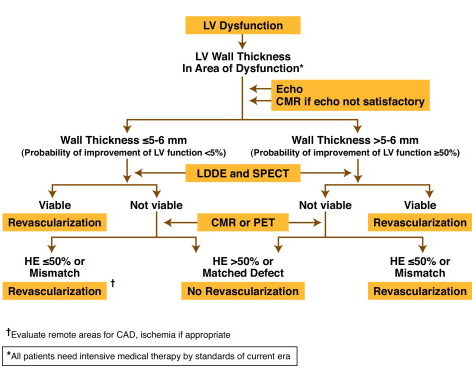 LV Dysfunction
LV Wall Thickness
In Area of Dysfunction*
Echo
CMR if echo not satisfactory
Wall Thickness ≤5-6 mm
(Probability of improvement of LV function <5%)
Wall Thickness >5-6 mm
(Probability of improvement of LV function ≥50%)
LDDE and SPECT
Viable
Revascularization
Not viable
Not viable
Viable
Revascularization
CMR or PET
HE ≤50% or
Mismatch
Revascularization †
HE >50% or
Matched Defect
No Revascularization
HE ≤50% or
Mismatch
Revascularization
†Evaluate remote areas for CAD, ischemia if appropriate
*All patients need intensive medical therapy by standards of current era